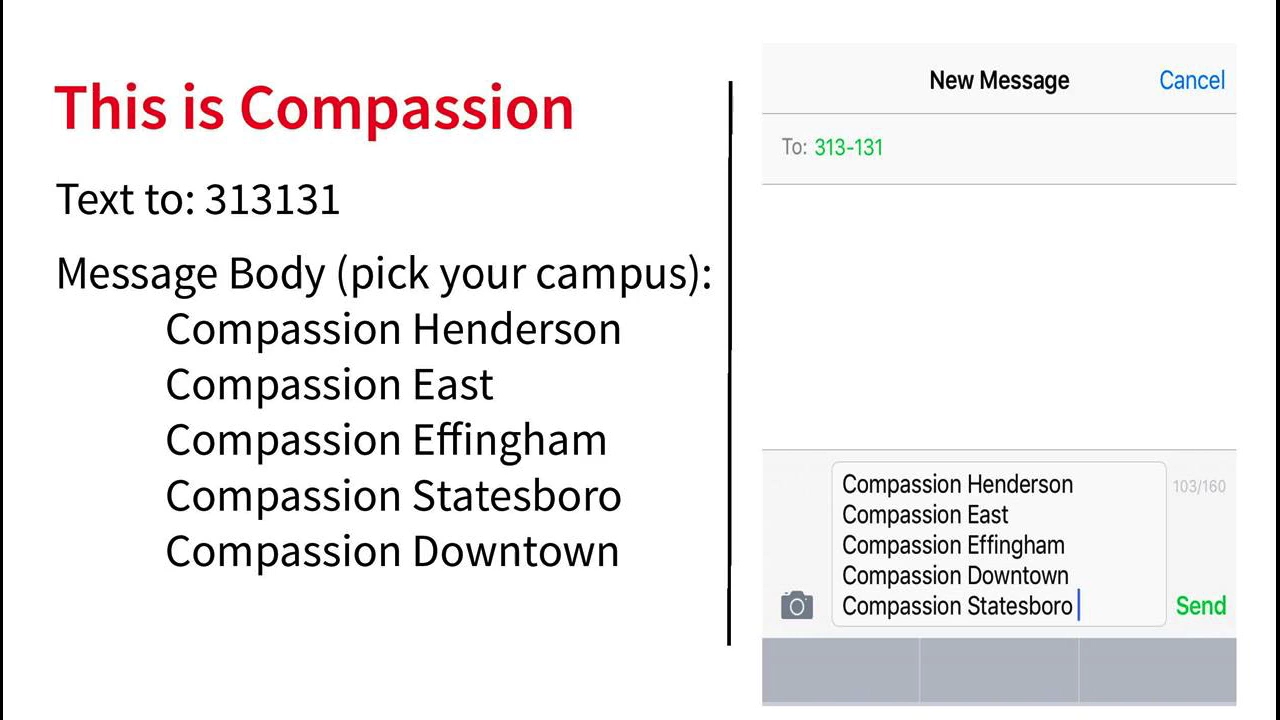 This is Compassion
Text to: 313131
Message Body (pick your campus):
Compassion Henderson
Compassion East
Compassion Effingham
Compassion Statesboro
Compassion Downtown
New Message
Cancel
To: 313-131
Compassion Henderson
103/160
Compassion East
Compassion Effingham
Compassion Downtown
Compassion Statesboro
Send